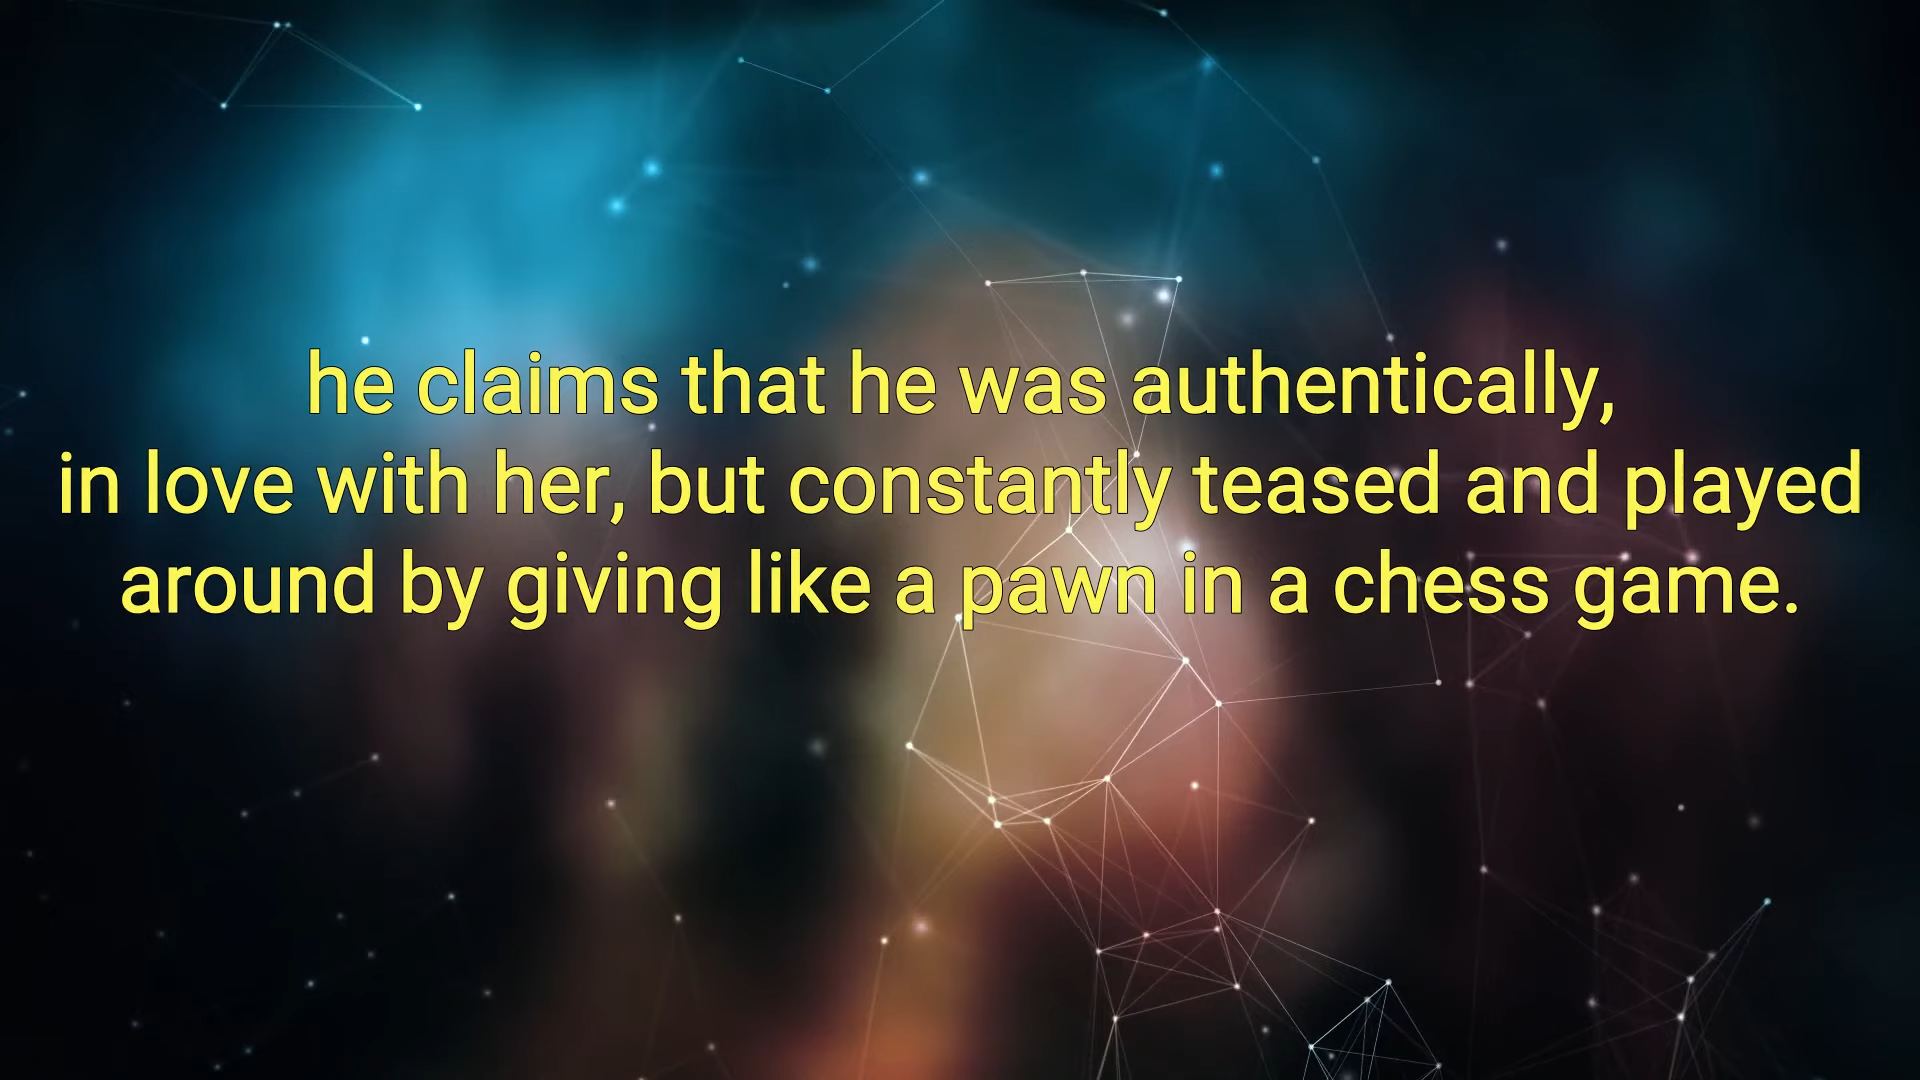 he claims that he was authentically,
in love with her, but constantly teased and played
around by giving like a pawn in a chess game.